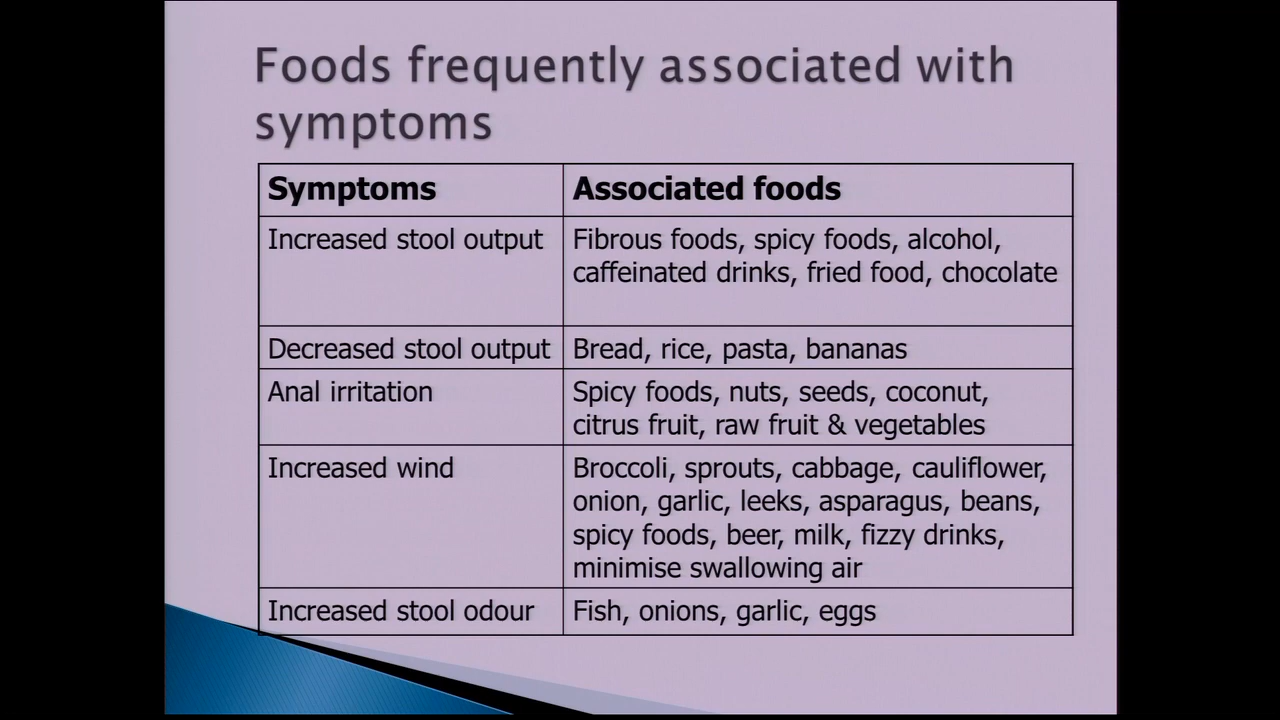 Foods frequently associated with
symptoms
Symptoms
Associated foods
Increased stool output
Fibrous foods, spicy foods, alcohol,
caffeinated drinks, fried food, chocolate
Decreased stool output
Bread, rice, pasta, bananas
Anal irritation
Spicy foods, nuts, seeds, coconut,
citrus fruit, raw fruit & vegetables
Increased wind
Broccoli, sprouts, cabbage, cauliflower,
onion, garlic, leeks, asparagus, beans,
spicy foods, beer, milk, fizzy drinks,
minimise swallowing air
Increased stool odour
Fish, onions, garlic, eggs